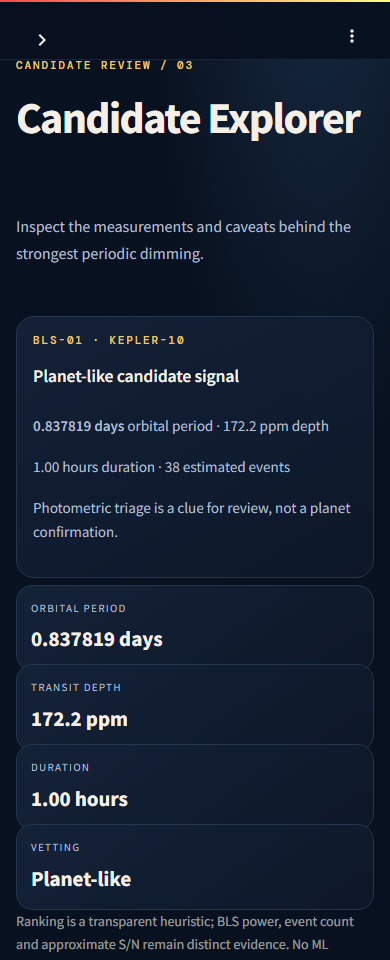 CANDIDATE REVIEW / 03
Candidate Explorer
Inspect the measurements and caveats behind the
strongest periodic dimming.
BLS-01 · KEPLER-10
Planet-like candidate signal
0.837819 days orbital period · 172.2 ppm depth
1.00 hours duration · 38 estimated events
Photometric triage is a clue for review, not a planet
confirmation.
ORBITAL PERIOD
0.837819 days
TRANSIT DEPTH
172.2 ppm
DURATION
1.00 hours
VETTING
Planet-like
Ranking is a transparent heuristic; BLS power, event count
and approximate S/N remain distinct evidence. No ML